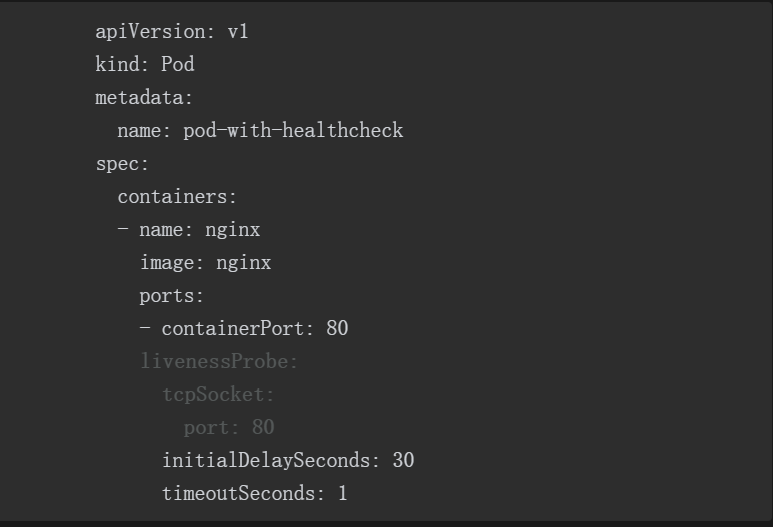 apiVersion: v1
kind: Pod
metadata:
  name: pod-with-healthcheck
spec:
  containers:
  - name: nginx
    image: nginx
    ports:
    - containerPort: 80
    livenessProbe:
      tcpSocket:
        port: 80
      initialDelaySeconds: 30
      timeoutSeconds: 1